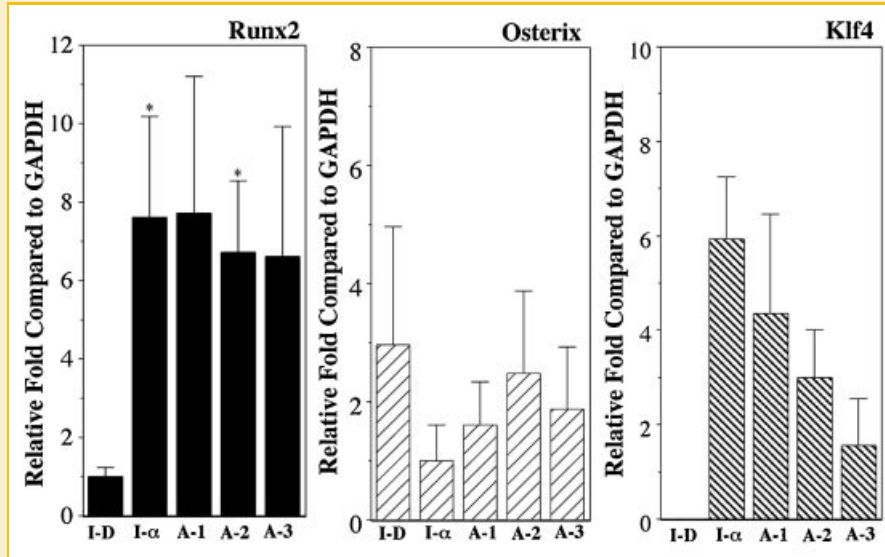 Runx2
Relative Fold Compared to GAPDH
12
10
8
6
4
2
0
*
*
I-D I-α A-1 A-2 A-3
Osterix
Relative Fold Compared to GAPDH
8
6
4
2
0
I-D I-α A-1 A-2 A-3
Klf4
Relative Fold Compared to GAPDH
10
8
6
4
2
0
I-D I-α A-1 A-2 A-3